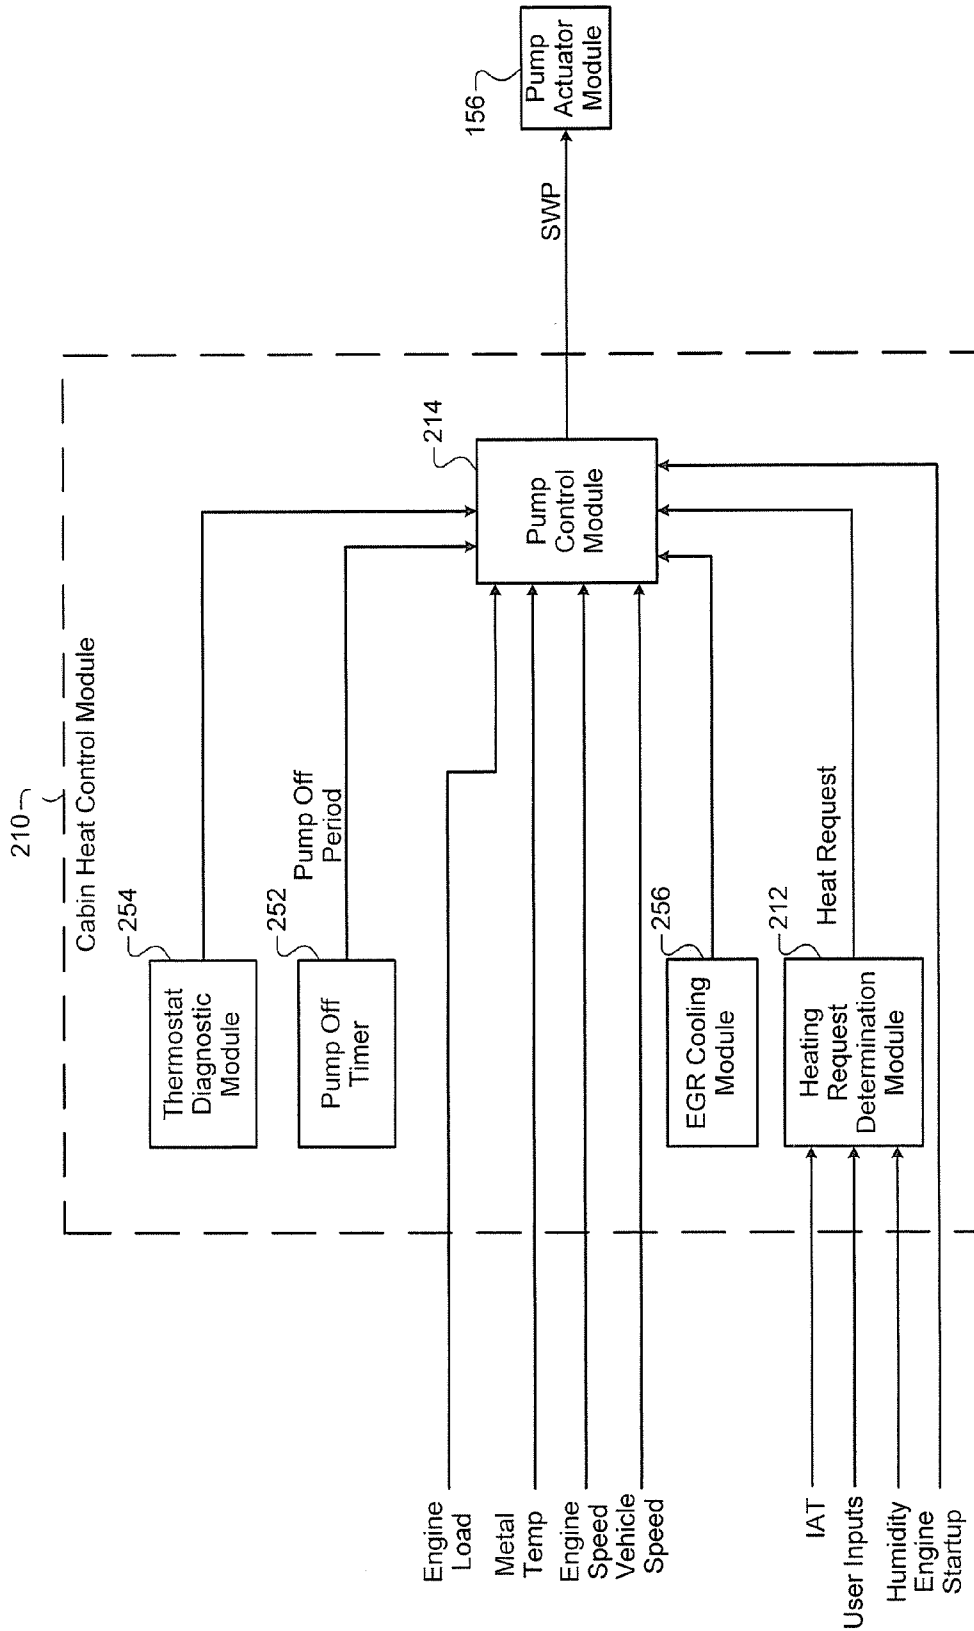 210
Cabin Heat Control Module
254
Thermostat
Diagnostic
Module
252
Pump Off
Timer
Pump Off
Period
214
Pump
Control
Module
SWP
156
Pump
Actuator
Module
Engine
Load
Metal
Temp
Engine
Speed
Vehicle
Speed
256
EGR Cooling
Module
212
Heating
Request
Determination
Module
Heat Request
IAT
User Inputs
Humidity
Engine
Startup